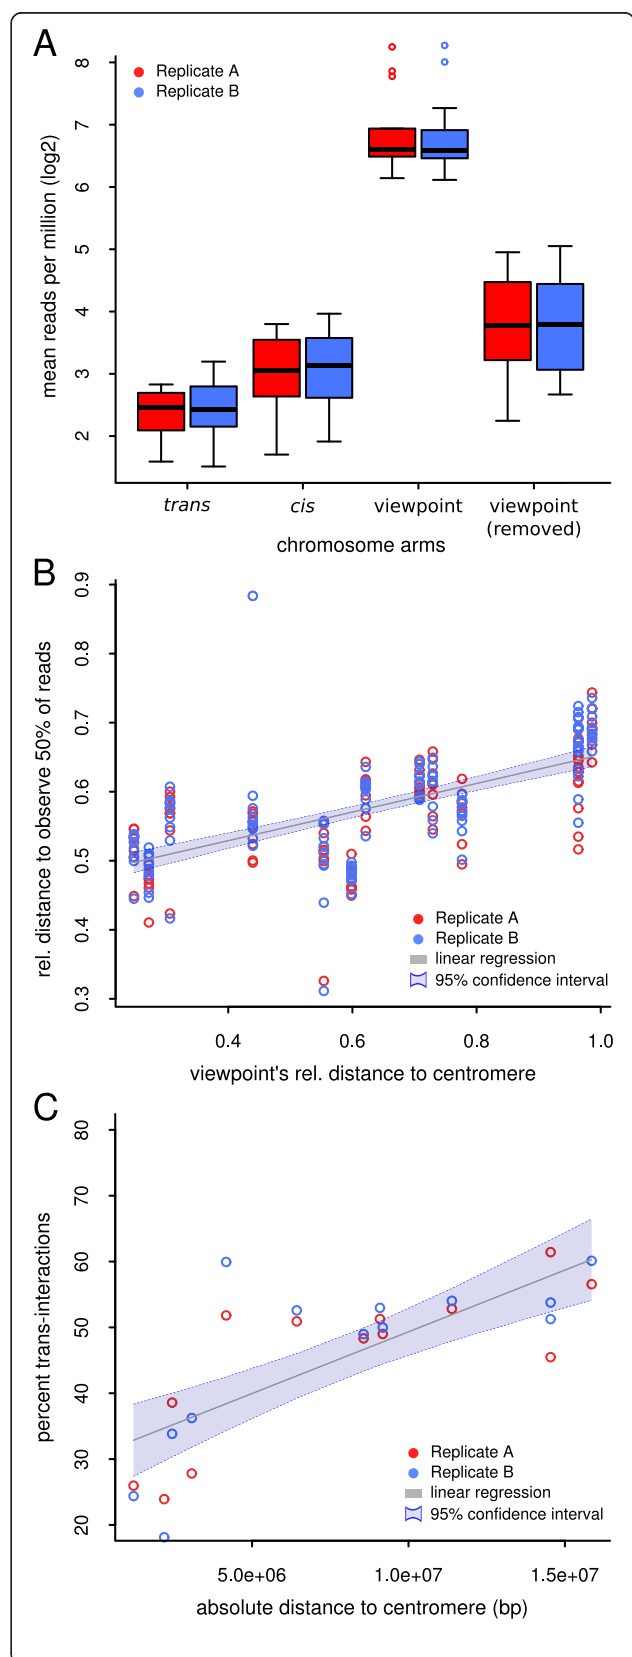 A
Replicate A
Replicate B
mean reads per million (log2)
8
7
6
5
4
3
2
trans
cis
viewpoint
viewpoint
(removed)
chromosome arms
B
rel. distance to observe 50% of reads
0.9
0.8
0.7
0.6
0.5
0.4
0.3
Replicate A
Replicate B
linear regression
95% confidence interval
0.4
0.6
0.8
1.0
viewpoint's rel. distance to centromere
C
percent trans-interactions
80
70
60
50
40
30
20
Replicate A
Replicate B
linear regression
95% confidence interval
5.0e+06
1.0e+07
1.5e+07
absolute distance to centromere (bp)